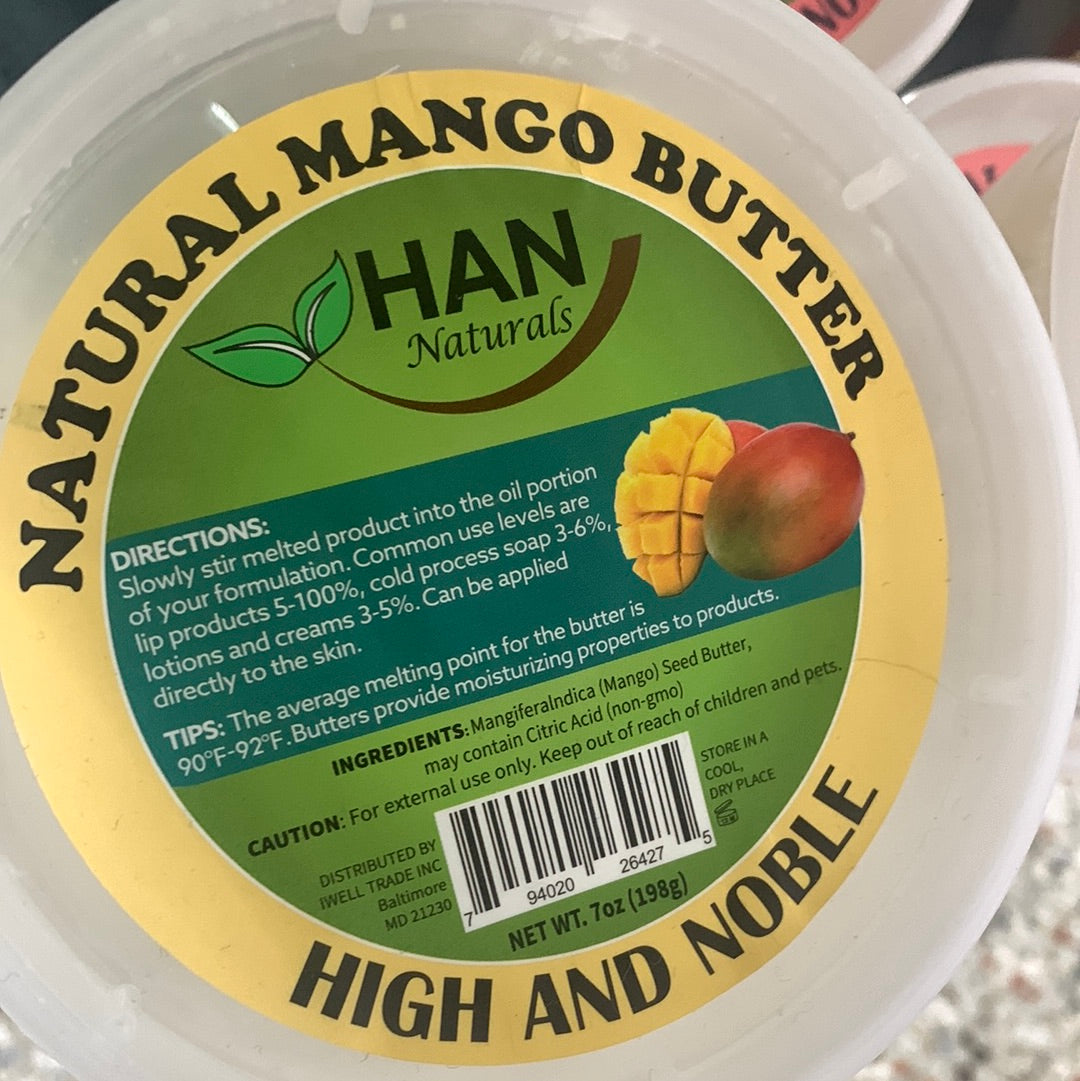 NATURAL MANGO BUTTER
HAN
Naturals
DIRECTIONS:
Slowly stir melted product into the oil portion
of your formulation. Common use levels are
lip products 5-100%, cold process soap 3-6%,
lotions and creams 3-5%. Can be applied
directly to the skin.
TIPS: The average melting point for the butter is
90°F-92°F.Butters provide moisturizing properties to products.
INGREDIENTS:MangiferaIndica (Mango) Seed Butter,
may contain Citric Acid (non-gmo)
CAUTION: For external use only. Keep out of reach of children and pets.
DISTRIBUTED BY
IWELL TRADE INC
Baltimore
MD 21230
7 94020 26427 5
STORE IN A
COOL,
DRY PLACE
NET WT. 7oz (198g)
HIGH AND NOBLE